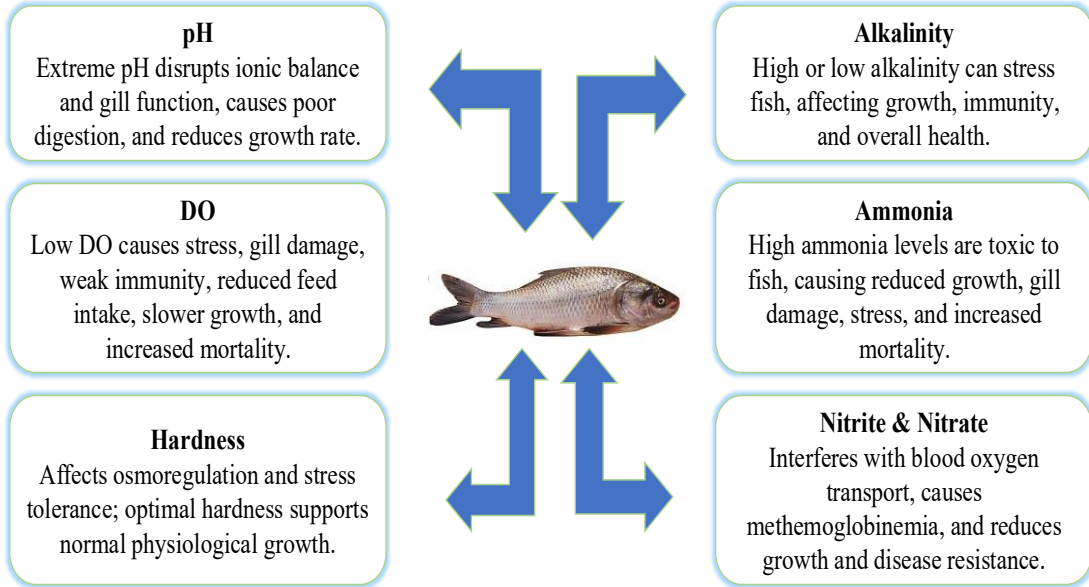 pH
Extreme pH disrupts ionic balance
and gill function, causes poor
digestion, and reduces growth rate.
DO
Low DO causes stress, gill damage,
weak immunity, reduced feed
intake, slower growth, and
increased mortality.
Hardness
Affects osmoregulation and stress
tolerance; optimal hardness supports
normal physiological growth.
Alkalinity
High or low alkalinity can stress
fish, affecting growth, immunity,
and overall health.
Ammonia
High ammonia levels are toxic to
fish, causing reduced growth, gill
damage, stress, and increased
mortality.
Nitrite & Nitrate
Interferes with blood oxygen
transport, causes
methemoglobinemia, and reduces
growth and disease resistance.